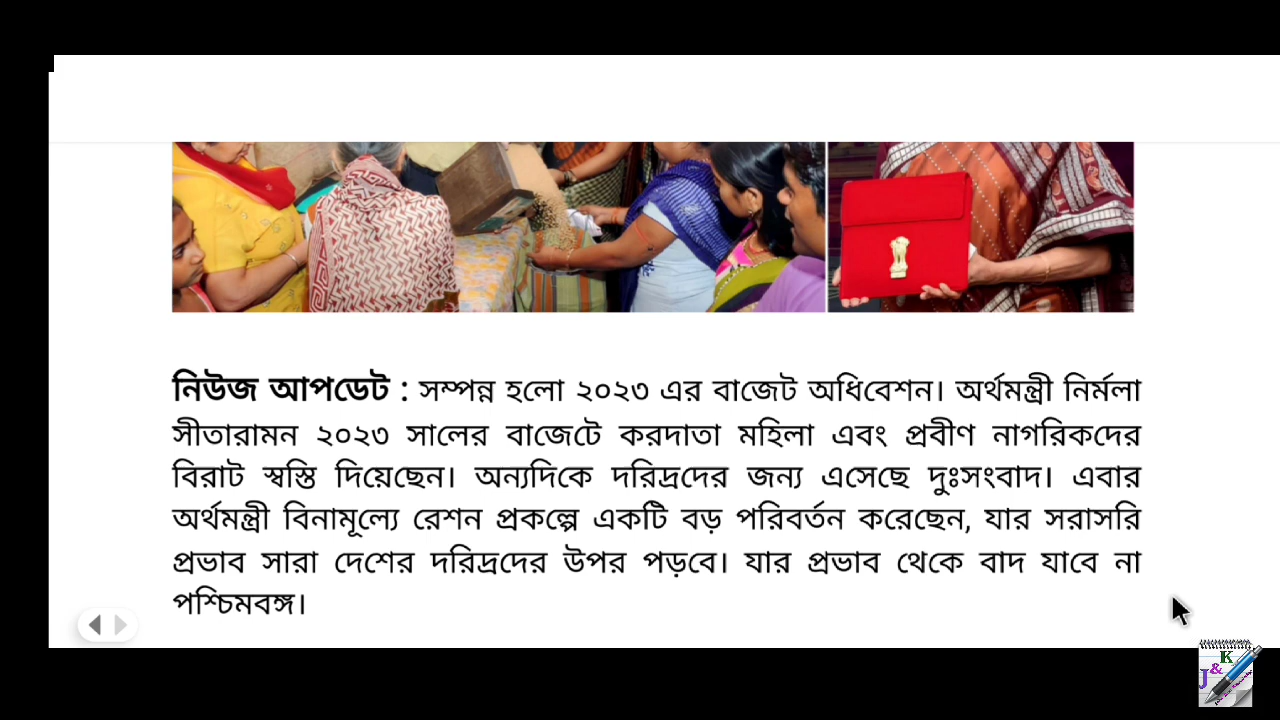 নিউজ আপডেট : সম্পন্ন হলো ২০২৩ এর বাজেট অধিবেশন। অর্থমন্ত্রী নির্মলা
সীতারামন ২০২৩ সালের বাজেটে করদাতা মহিলা এবং প্রবীণ নাগরিকদের
বিরাট স্বস্তি দিয়েছেন। অন্যদিকে দরিদ্রদের জন্য এসেছে দুঃসংবাদ। এবার
অর্থমন্ত্রী বিনামূল্যে রেশন প্রকল্পে একটি বড় পরিবর্তন করেছেন, যার সরাসরি
প্রভাব সারা দেশের দরিদ্রদের উপর পড়বে। যার প্রভাব থেকে বাদ যাবে না
পশ্চিমবঙ্গ।
J&K